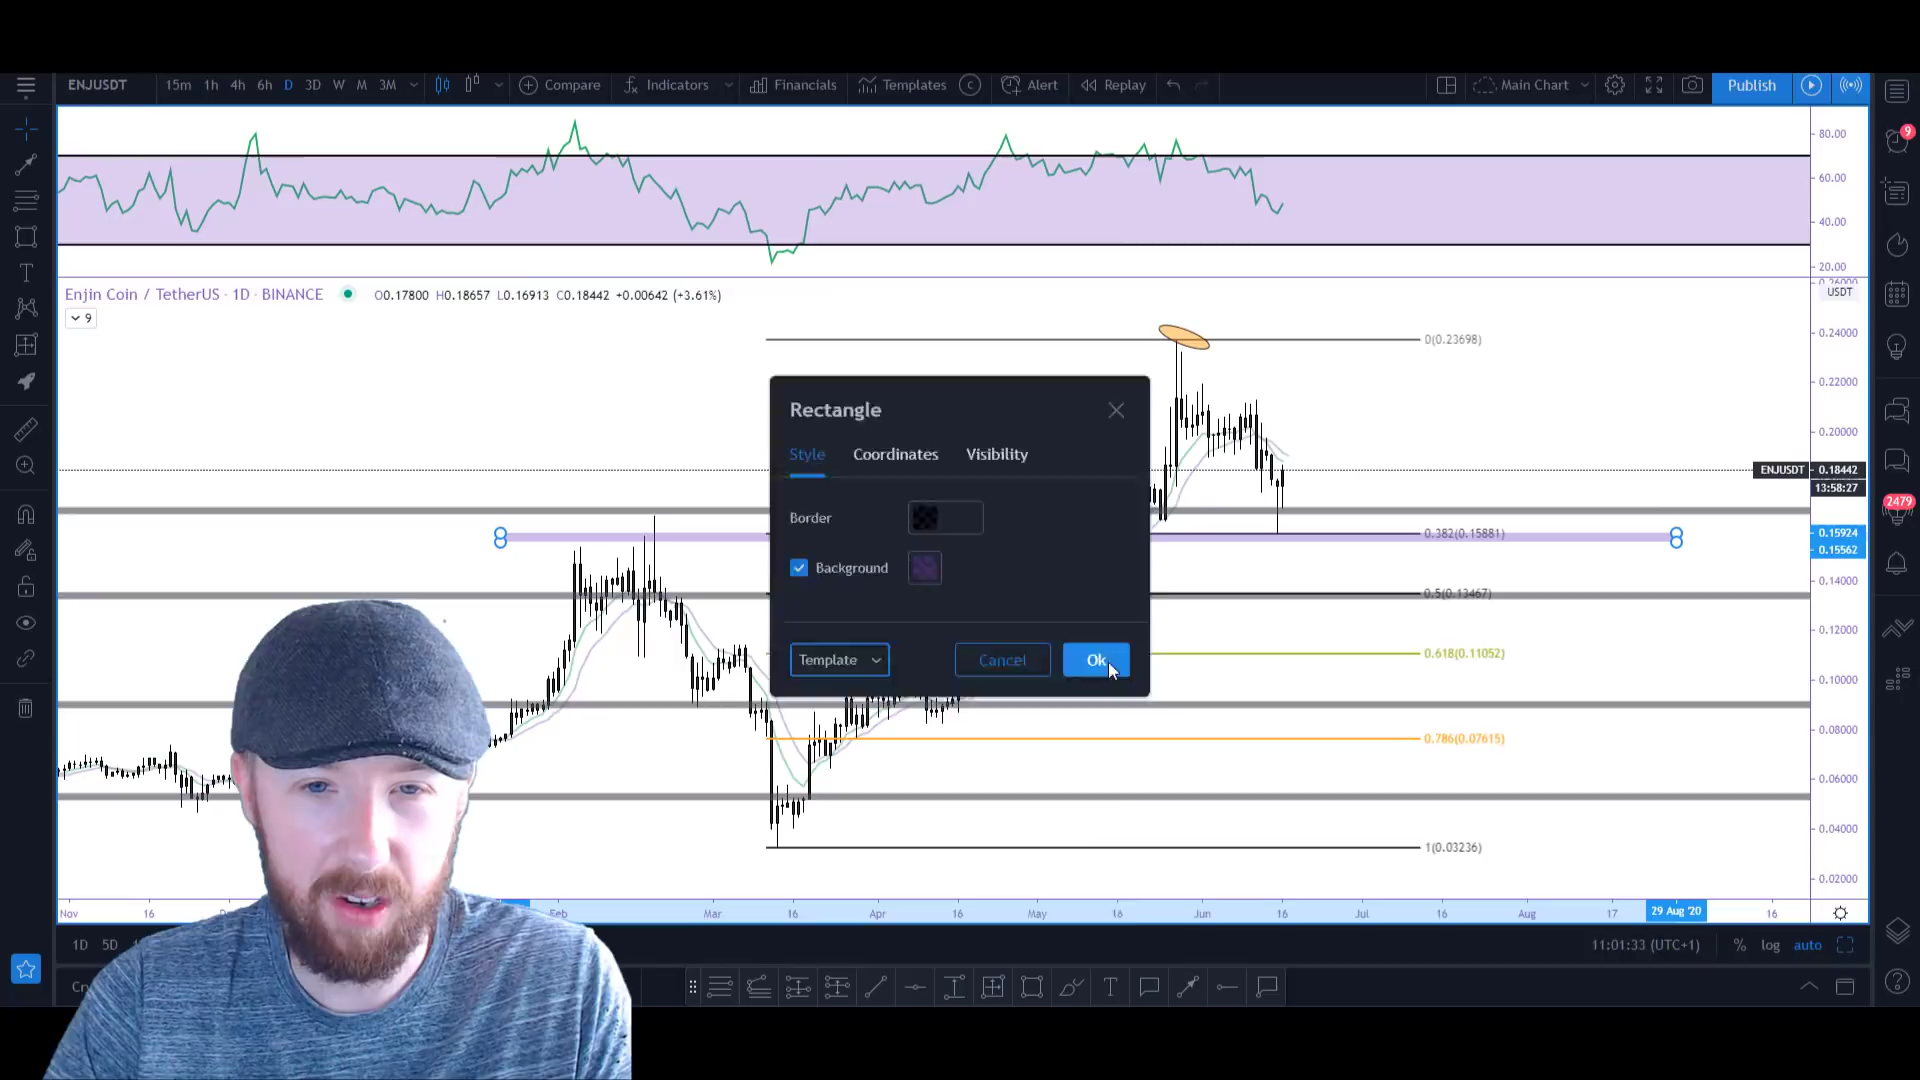 ENJUSDT 15m 1h 4h 6h D 3D W M 3M Compare Indicators Financials Templates C Alert Replay Main Chart Publish
9
80.00
60.00
40.00
20.00
Enjin Coin / TetherUS · 1D · BINANCE O0.17800 H0.18657 L0.16913 C0.18442 +0.00642 (+3.61%)
0.26000
USDT
9
0.24000
0(0.23698)
0.22000
0.20000
Rectangle
Style Coordinates Visibility
ENJUSDT 0.18442
13:58:27
2479
Border
0.382(0.15881)
0.15924
0.15562
Background
0.14000
0.5(0.13467)
0.12000
0.618(0.11052)
Template Cancel Ok
0.10000
0.08000
0.786(0.07615)
0.06000
0.04000
1(0.03236)
0.02000
Nov 16 Feb Mar 16 Apr 16 May 18 Jun 16 Jul 16 Aug 17 29 Aug '20 16
1D 5D 11:01:33 (UTC+1) % log auto